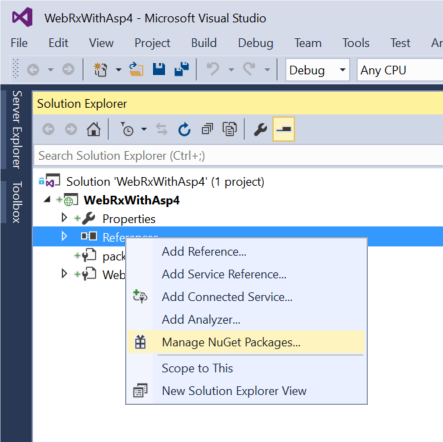 WebRxWithAsp4 - Microsoft Visual Studio
File Edit View Project Build Debug Team Tools Test
Debug Any CPU
Server Explorer
Toolbox
Solution Explorer
Search Solution Explorer (Ctrl+;)
Solution 'WebRxWithAsp4' (1 project)
WebRxWithAsp4
Properties
References
pack
Web
Add Reference...
Add Service Reference...
Add Connected Service...
Add Analyzer...
Manage NuGet Packages...
Scope to This
New Solution Explorer View